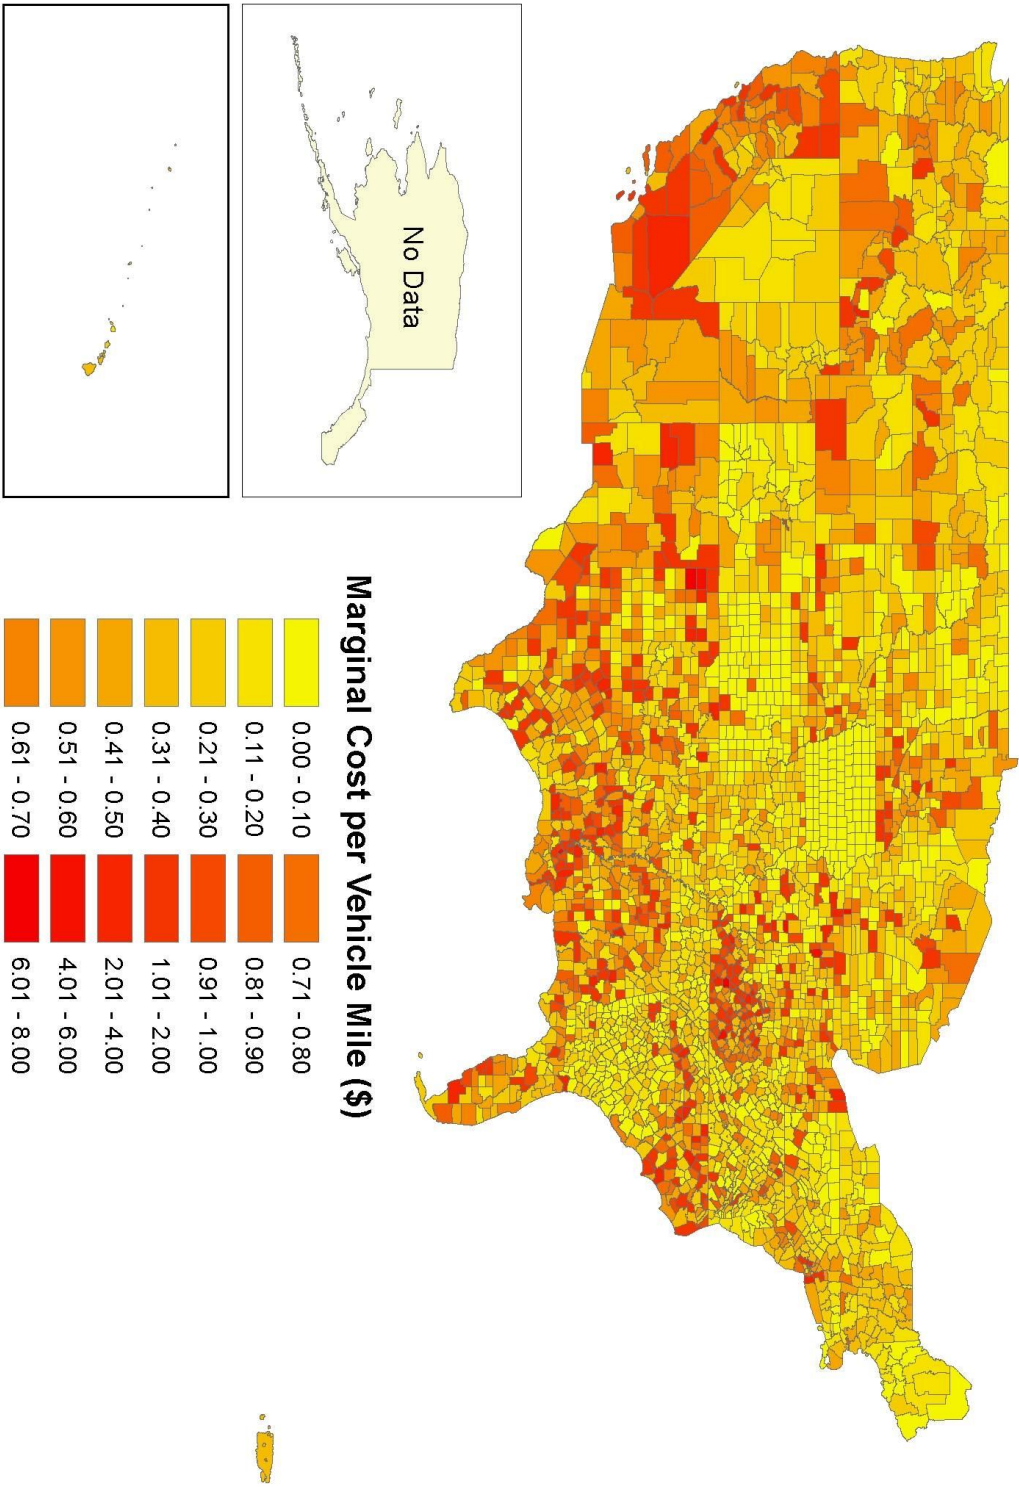 No Data
Marginal Cost per Vehicle Mile ($)
0.00 - 0.10
0.11 - 0.20
0.21 - 0.30
0.31 - 0.40
0.41 - 0.50
0.51 - 0.60
0.61 - 0.70
0.71 - 0.80
0.81 - 0.90
0.91 - 1.00
1.01 - 2.00
2.01 - 4.00
4.01 - 6.00
6.01 - 8.00